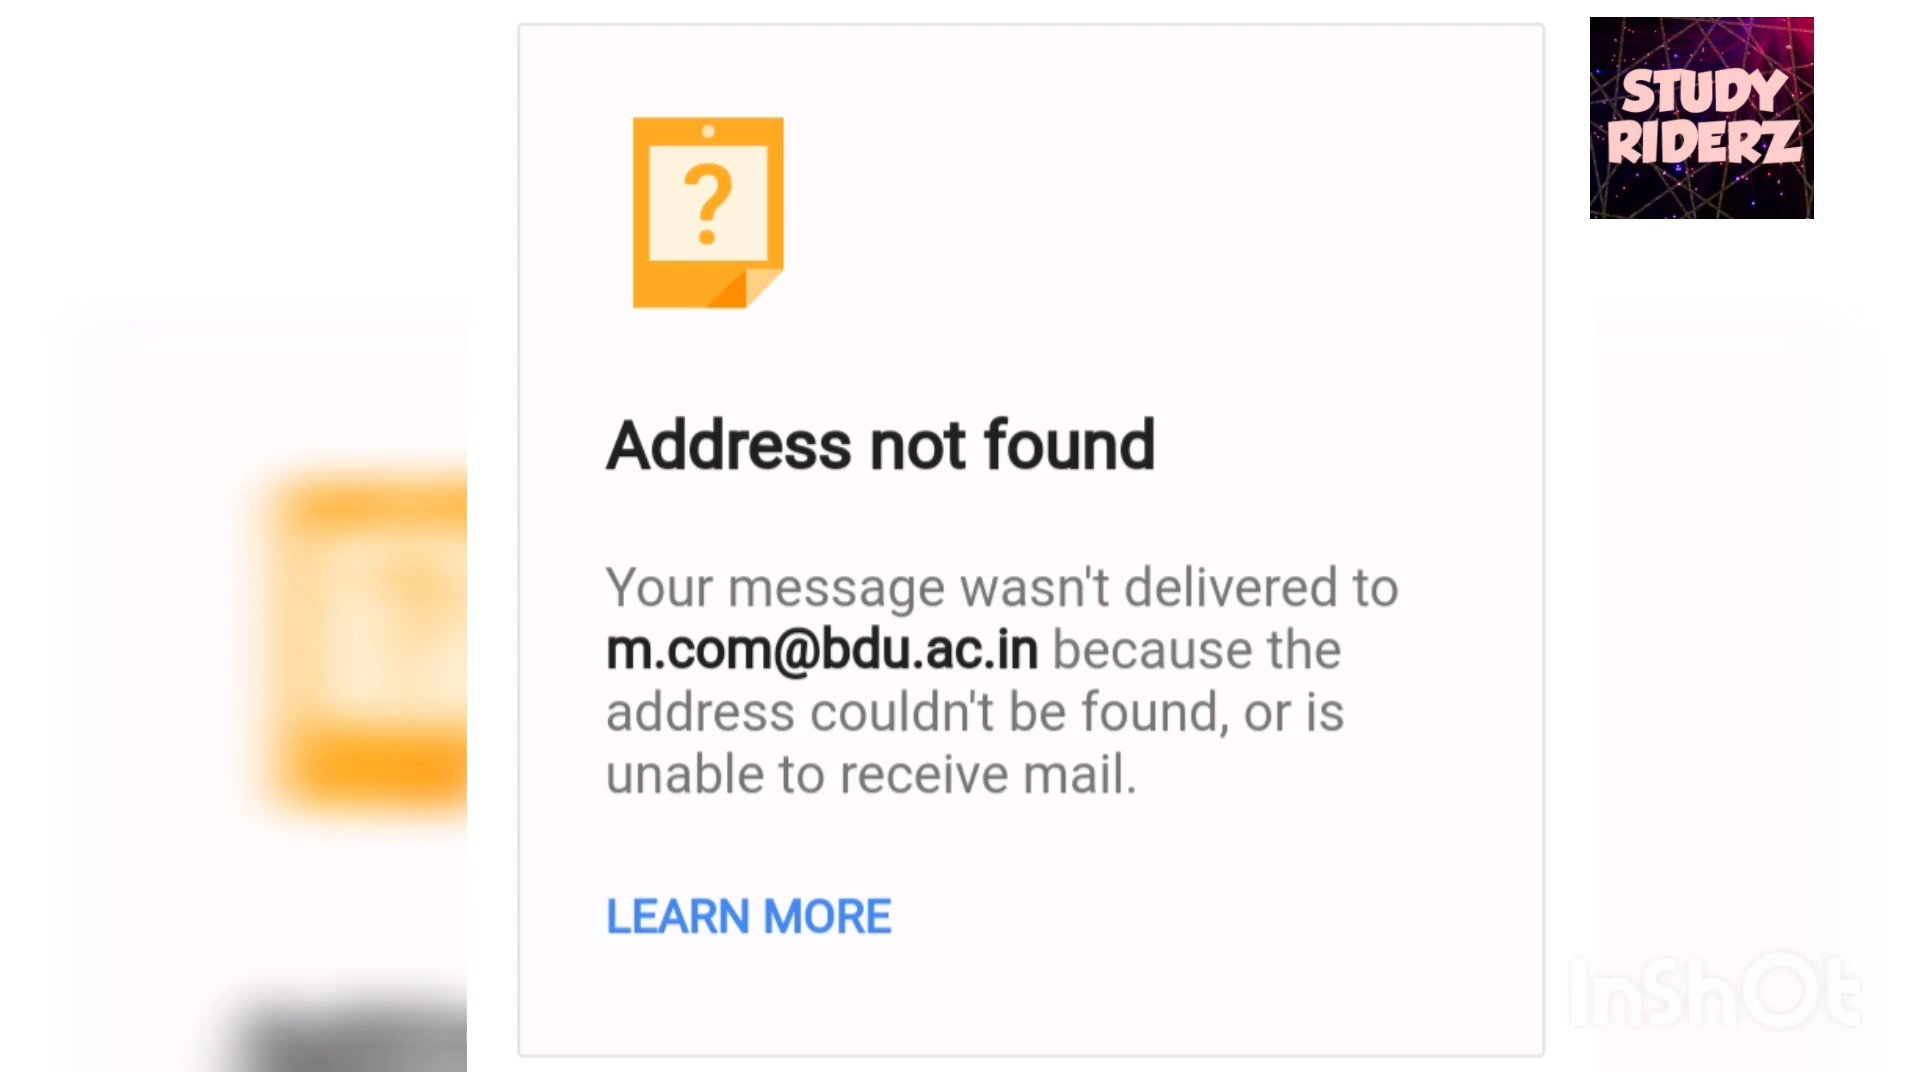 STUDY
RIDERZ
?
Address not found
Your message wasn't delivered to
m.com@bdu.ac.in because the
address couldn't be found, or is
unable to receive mail.
LEARN MORE
InShOt